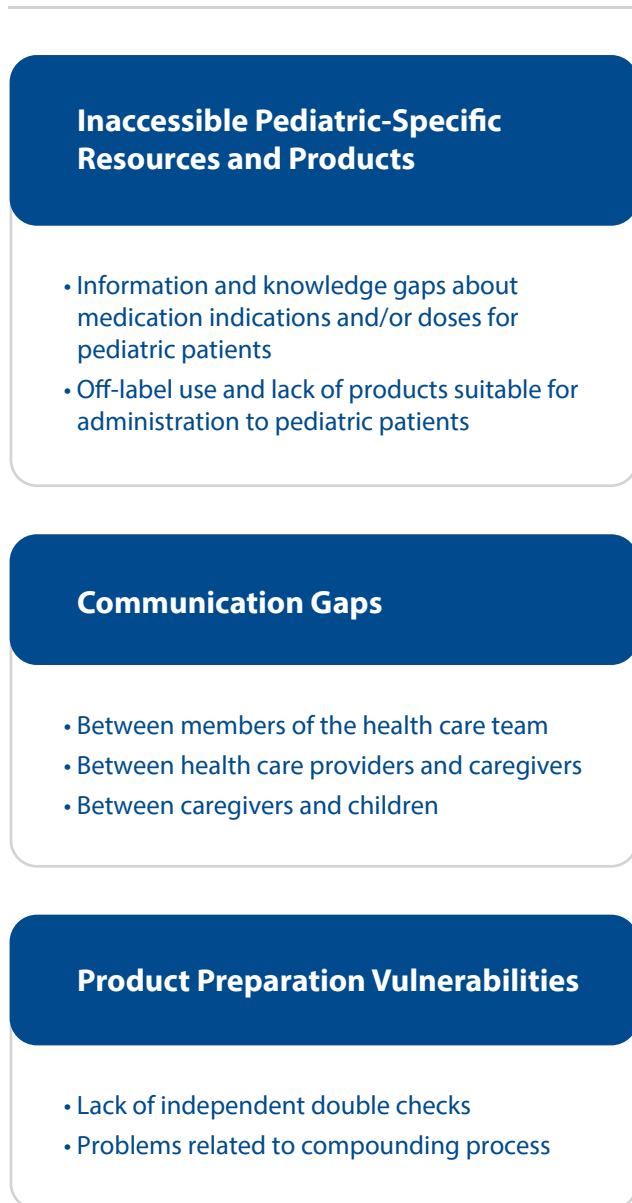 Inaccessible Pediatric-Specific
Resources and Products
• Information and knowledge gaps about
medication indications and/or doses for
pediatric patients
• Off-label use and lack of products suitable for
administration to pediatric patients
Communication Gaps
• Between members of the health care team
• Between health care providers and caregivers
• Between caregivers and children
Product Preparation Vulnerabilities
• Lack of independent double checks
• Problems related to compounding process